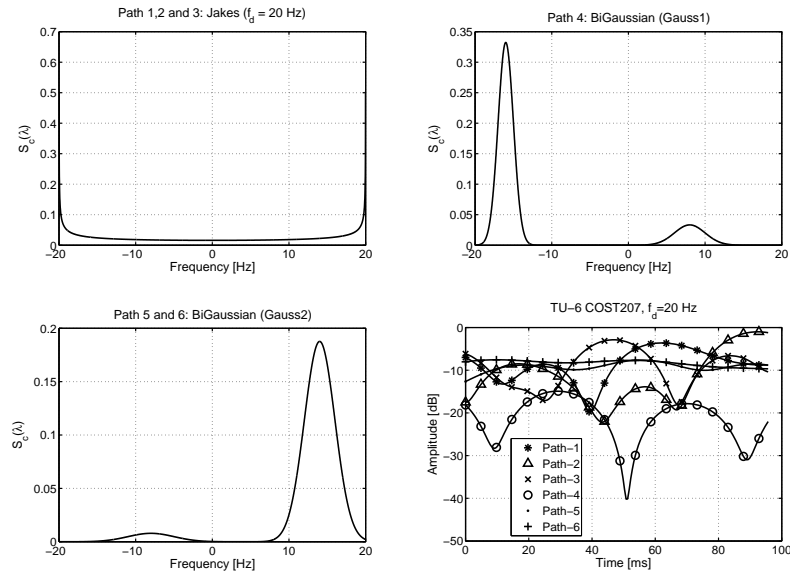 Path 1,2 and 3: Jakes (f_d = 20 Hz)
0.7
0.6
0.5
0.4
0.3
0.2
0.1
0
S_c(λ)
−20 −10 0 10 20
Frequency [Hz]
Path 4: BiGaussian (Gauss1)
0.35
0.3
0.25
0.2
0.15
0.1
0.05
0
S_c(λ)
−20 −10 0 10 20
Frequency [Hz]
Path 5 and 6: BiGaussian (Gauss2)
0.2
0.15
0.1
0.05
0
S_c(λ)
−20 −10 0 10 20
Frequency [Hz]
TU−6 COST207, f_d=20 Hz
0
−10
−20
−30
−40
−50
Amplitude [dB]
Path−1
Path−2
Path−3
Path−4
Path−5
Path−6
0 20 40 60 80 100
Time [ms]